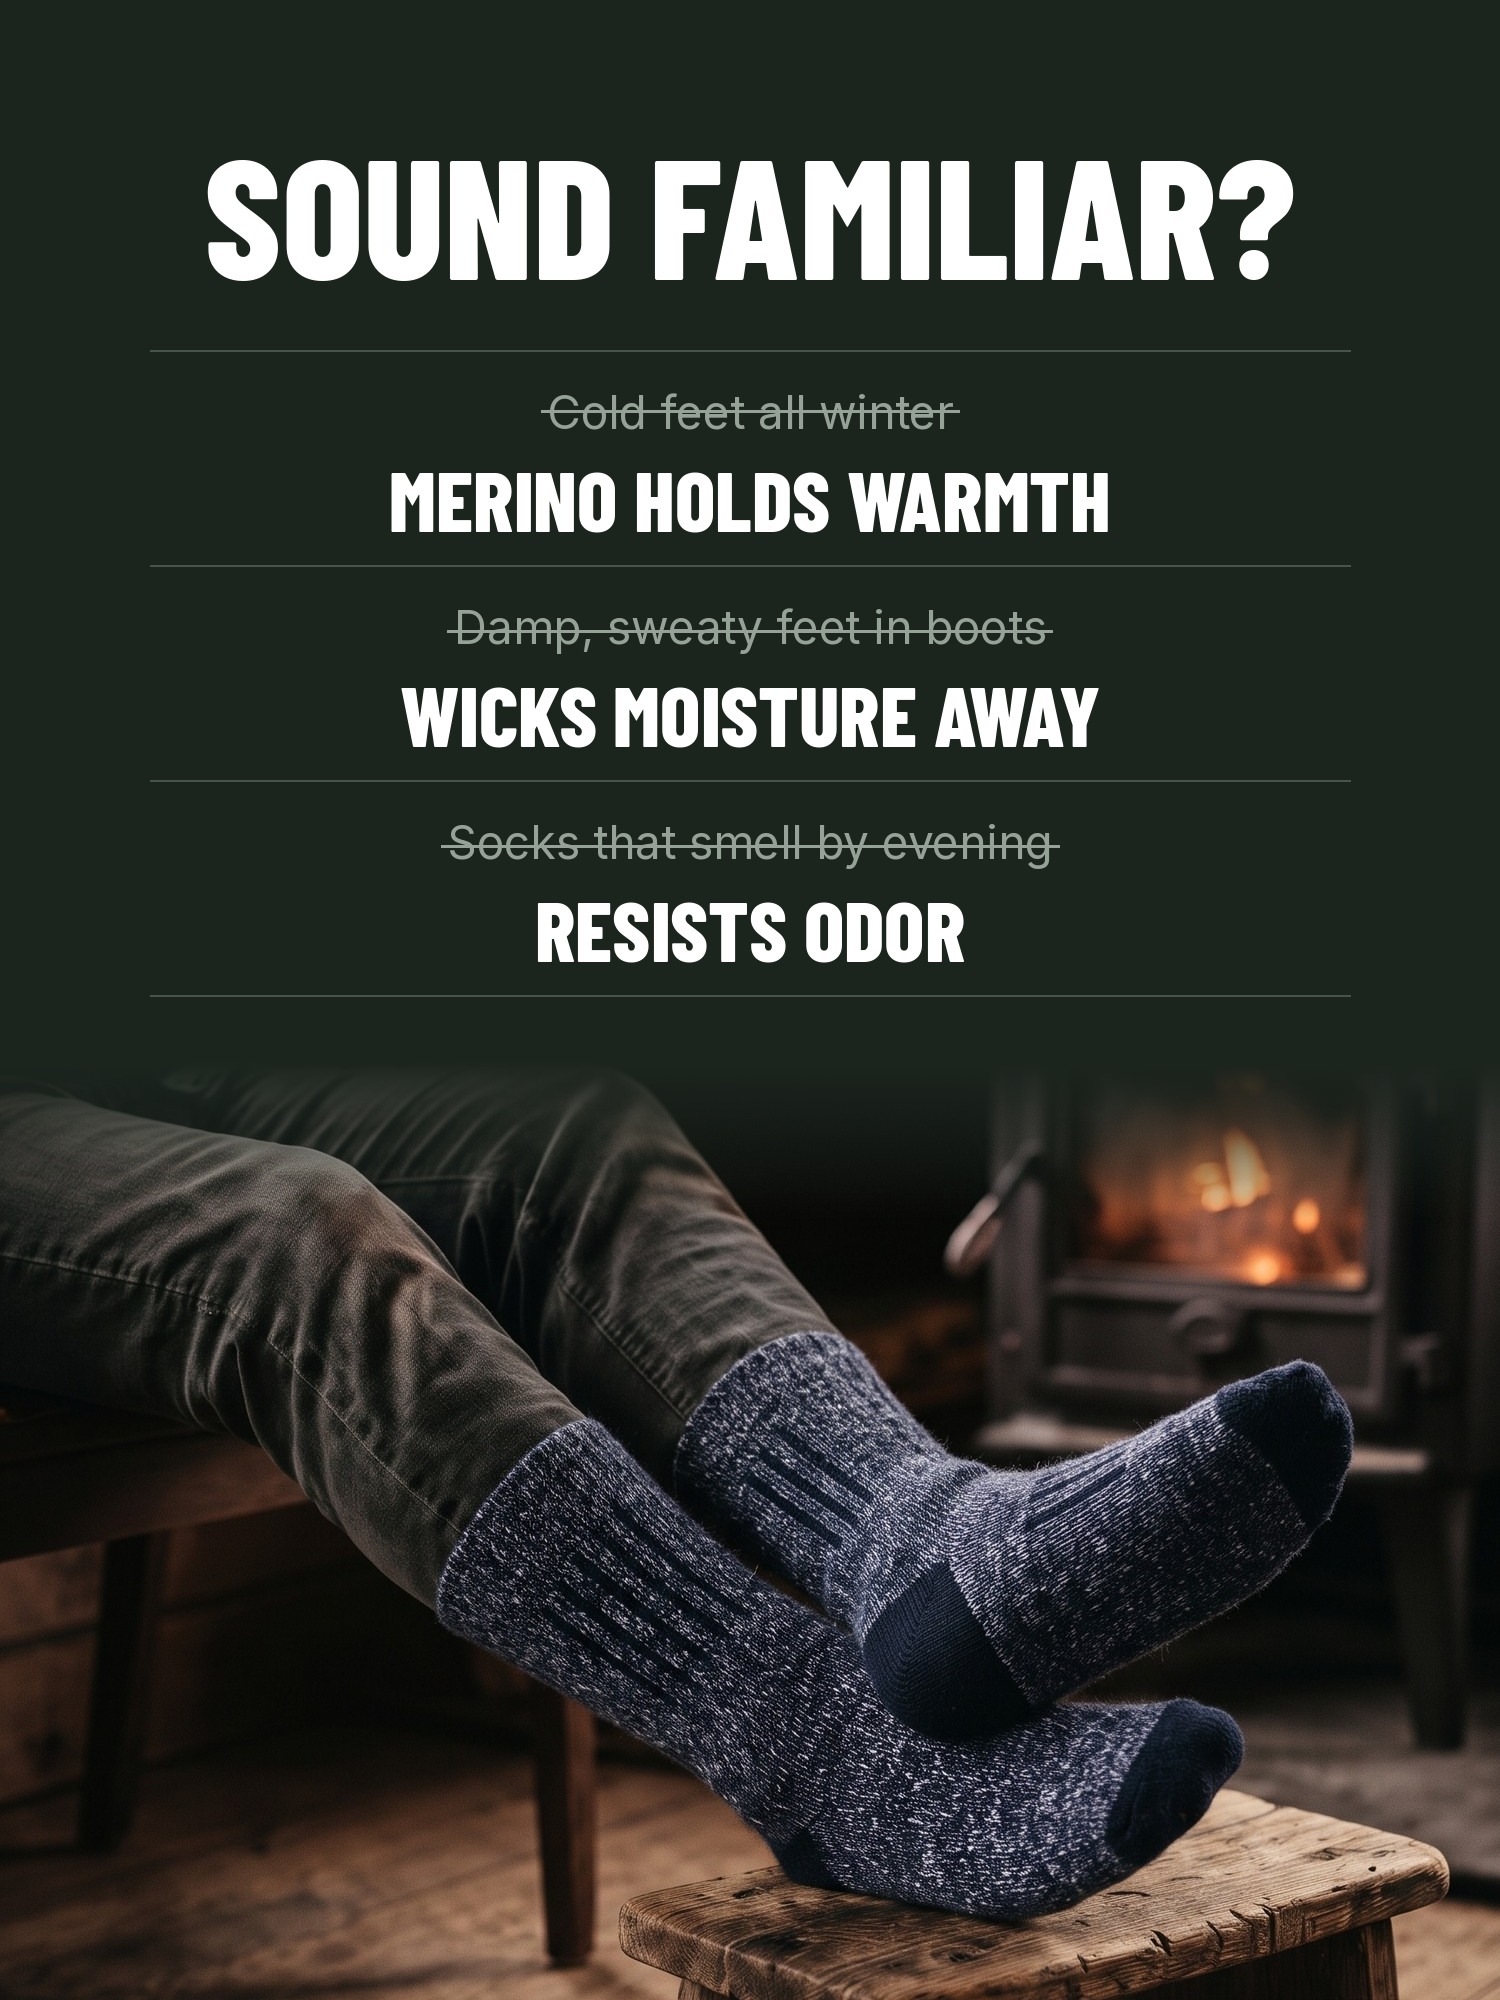 SOUND FAMILIAR?
Cold feet all winter
MERINO HOLDS WARMTH
Damp, sweaty feet in boots
WICKS MOISTURE AWAY
Socks that smell by evening
RESISTS ODOR